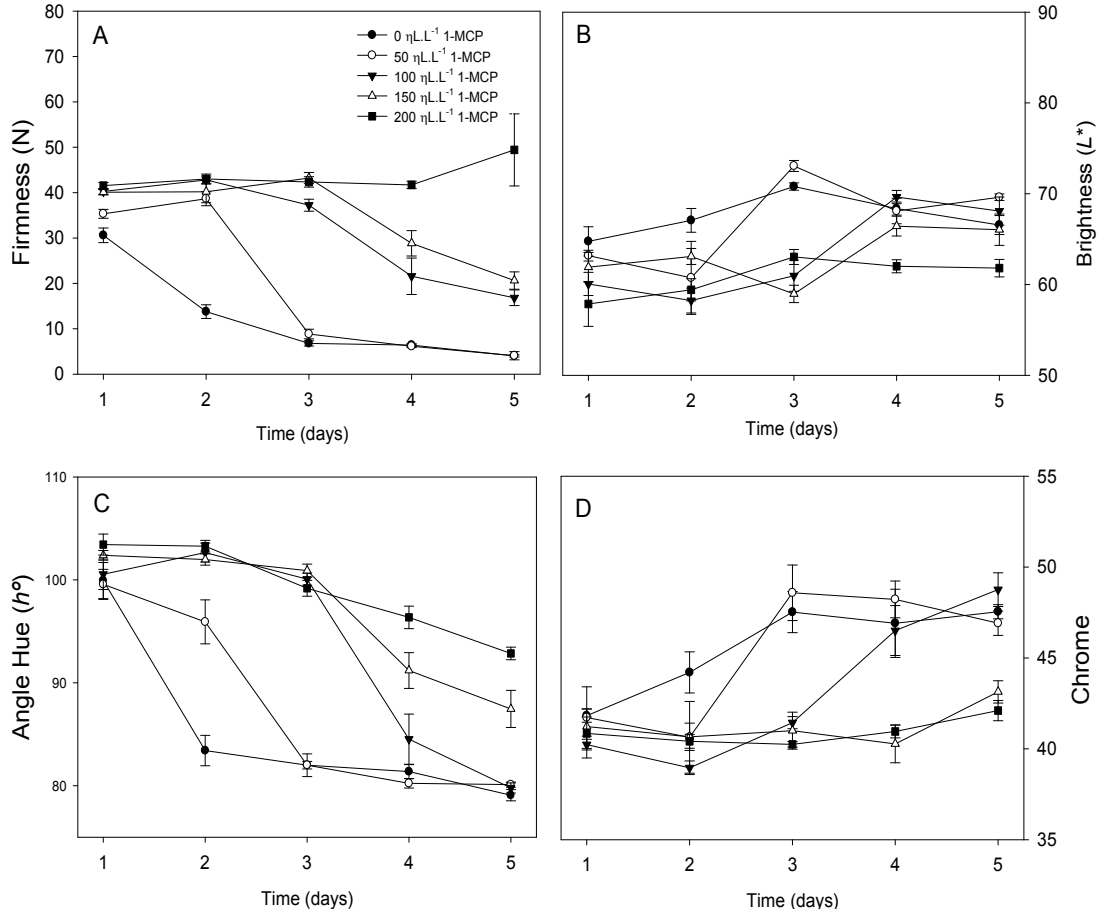 A
0 ηL.L⁻¹ 1-MCP
50 ηL.L⁻¹ 1-MCP
100 ηL.L⁻¹ 1-MCP
150 ηL.L⁻¹ 1-MCP
200 ηL.L⁻¹ 1-MCP
Firmness (N)
80
70
60
50
40
30
20
10
0
1 2 3 4 5
Time (days)
B
90
80
70
60
50
Brightness (L*)
1 2 3 4 5
Time (days)
C
Angle Hue (hº)
110
100
90
80
1 2 3 4 5
Time (days)
D
55
50
45
40
35
Chrome
1 2 3 4 5
Time (days)